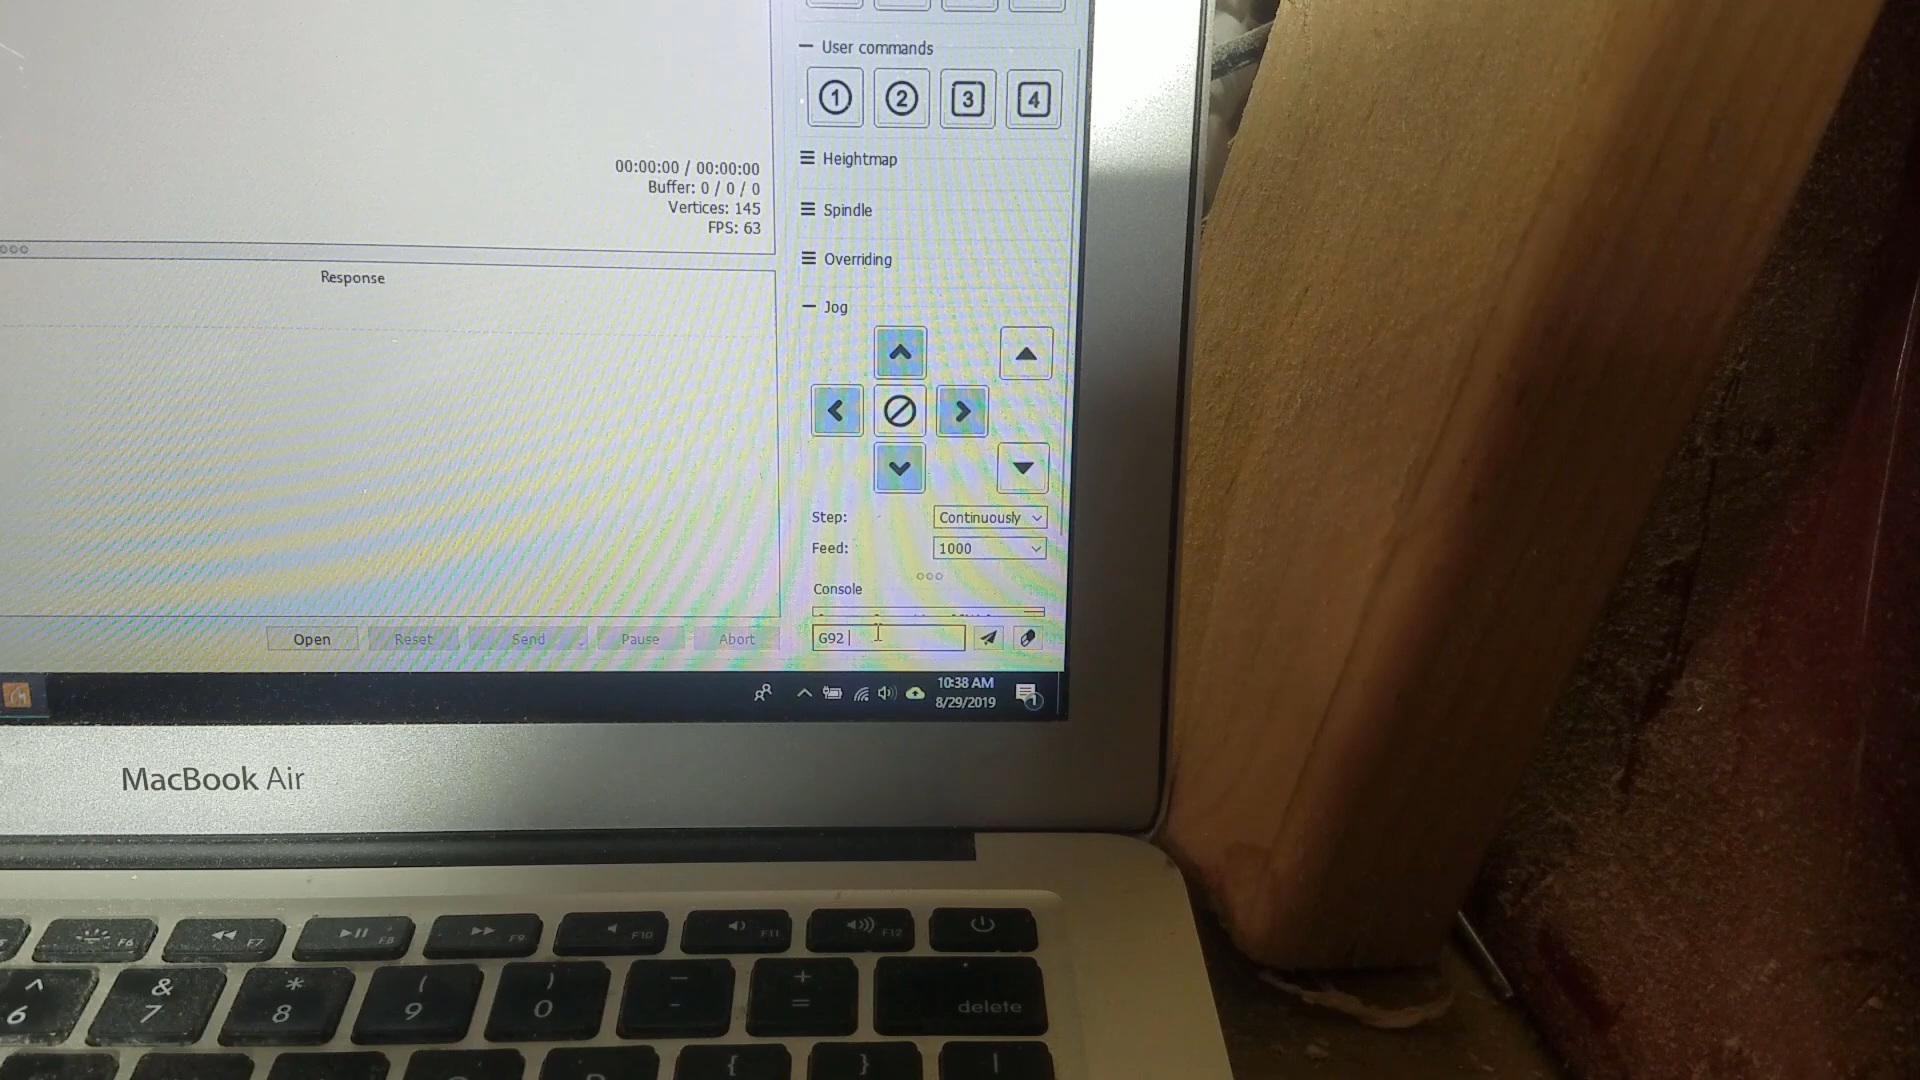 User commands
1 2 3 4
Heightmap
00:00:00 / 00:00:00
Buffer: 0 / 0 / 0
Vertices: 145
FPS: 63
Spindle
Overriding
Response
Jog
Step: Continuously
Feed: 1000
Console
Open Reset Send Pause Abort
G92
10:38 AM
8/29/2019
1
MacBook Air
F6 F7 F8 F9 F10 F11 F12
^ & * ( ) — +
6 7 8 9 0 - =
delete
{ } |